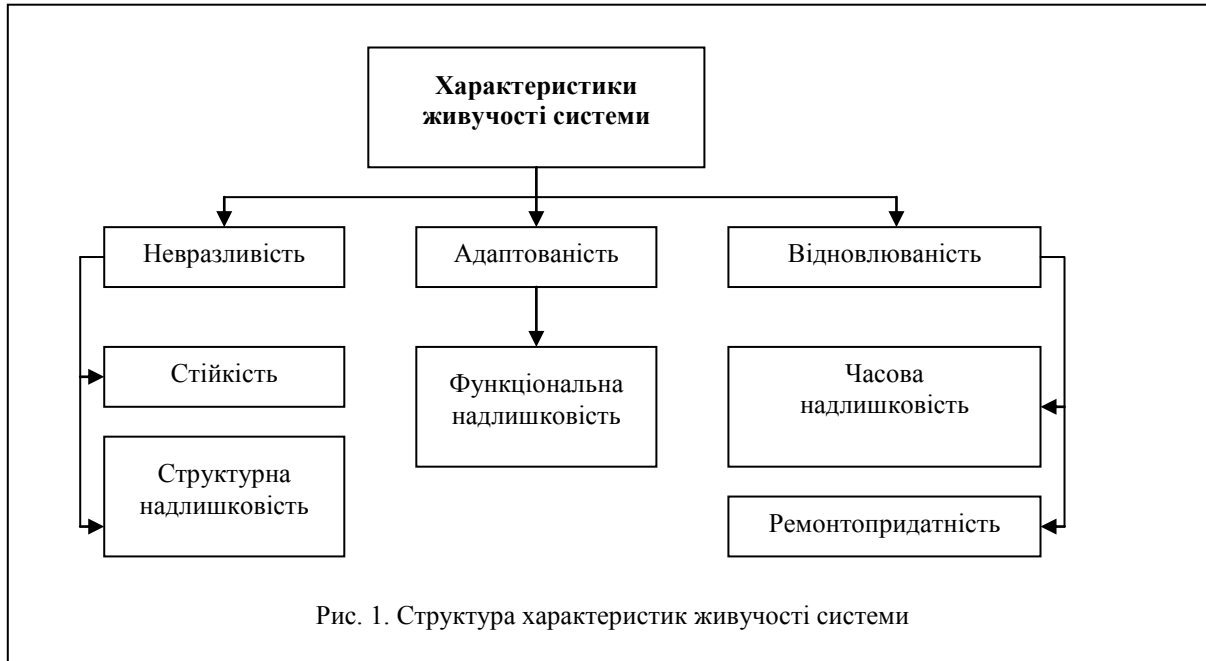 Характеристики
живучості системи
Невразливість
Адаптованість
Відновлюваність
Стійкість
Функціональна
надлишковість
Часова
надлишковість
Структурна
надлишковість
Ремонтопридатність
Рис. 1. Структура характеристик живучості системи